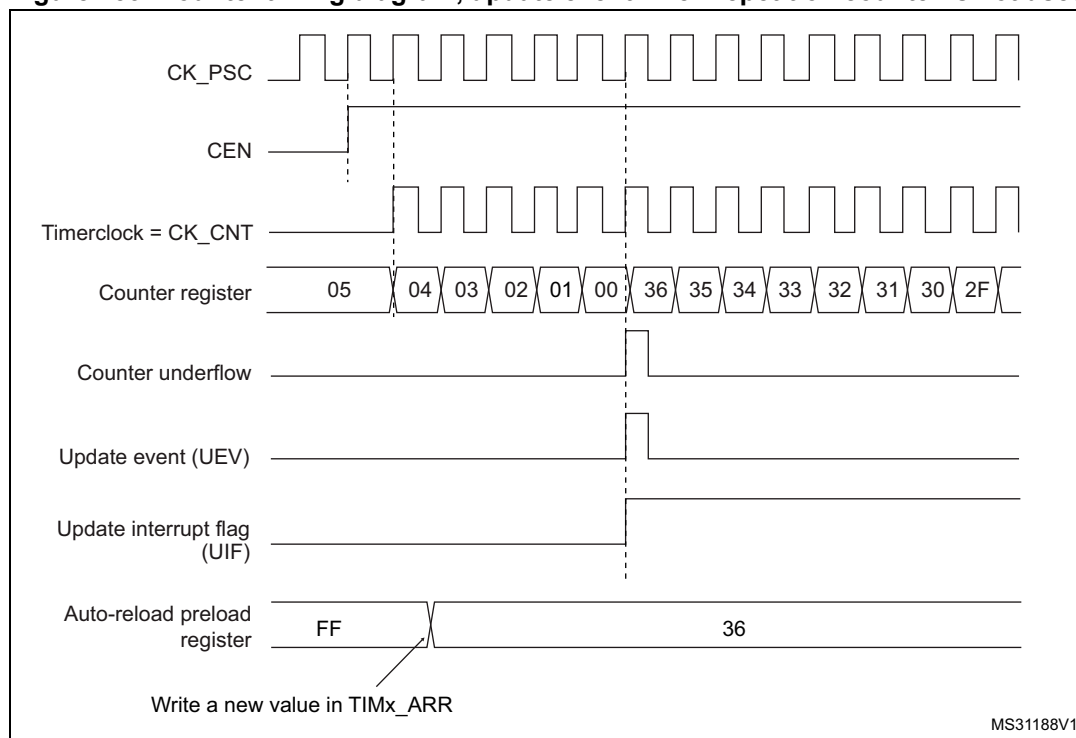 CK_PSC
CEN
Timerclock = CK_CNT
Counter register 05 04 03 02 01 00 36 35 34 33 32 31 30 2F
Counter underflow
Update event (UEV)
Update interrupt flag
(UIF)
Auto-reload preload
register
FF 36
Write a new value in TIMx_ARR
MS31188V1